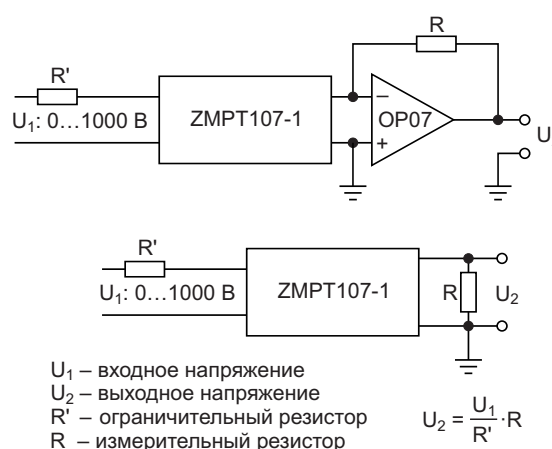 R'
R
U₁: 0...1000 В
ZMPT107-1
–
+
OP07
U
R'
U₁: 0...1000 В
ZMPT107-1
R
U₂
U₁ – входное напряжение
U₂ – выходное напряжение
R' – ограничительный резистор
R – измерительный резистор
U₂ = U₁/R' · R